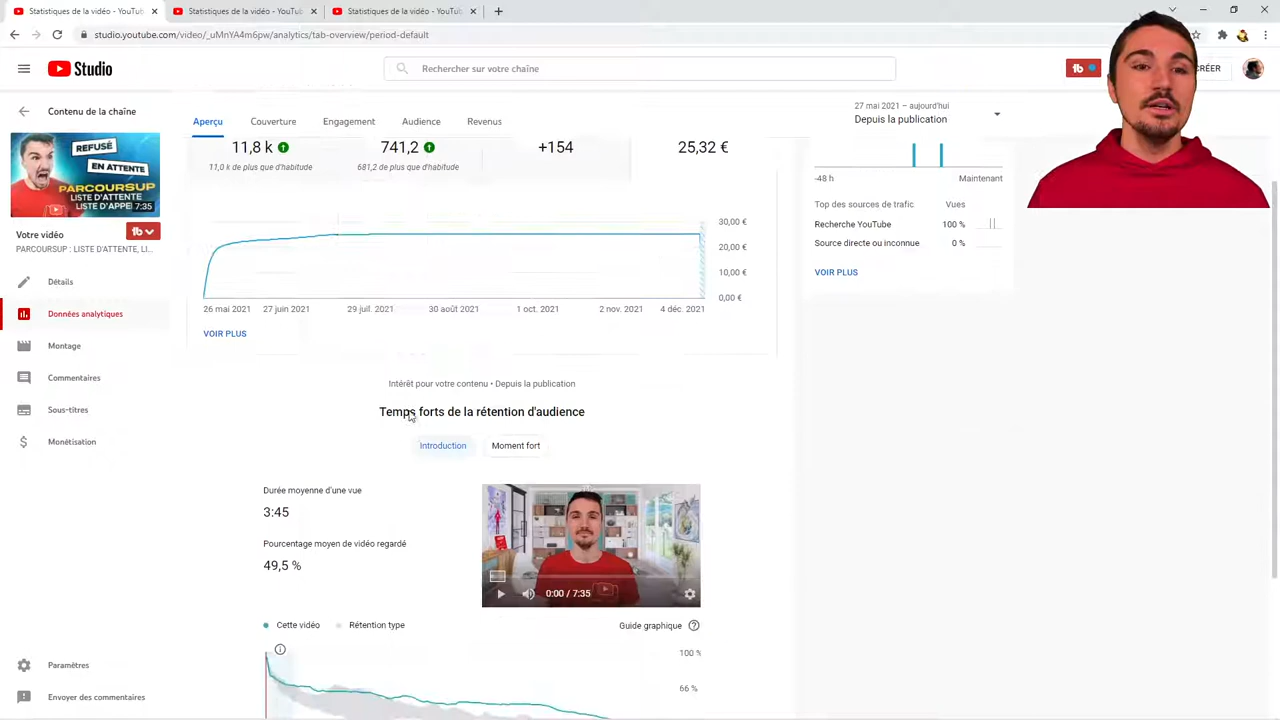 Statistiques de la vidéo - YouTub
Statistiques de la vidéo - YouTub
Statistiques de la vidéo - YouTub
studio.youtube.com/video/_uMnYA4m6pw/analytics/tab-overview/period-default
Studio
Rechercher sur votre chaîne
tb
CRÉER
Contenu de la chaîne
REFUSÉ
EN ATTENTE
PARCOURSUP
LISTE D'ATTENTE
LISTE D'APPE
7:35
Votre vidéo
tb
PARCOURSUP : LISTE D'ATTENTE, LI...
Détails
Données analytiques
Montage
Commentaires
Sous-titres
Monétisation
Paramètres
Envoyer des commentaires
Aperçu
Couverture
Engagement
Audience
Revenus
27 mai 2021 – aujourd'hui
Depuis la publication
11,8 k
741,2
+154
25,32 €
11,0 k de plus que d'habitude
681,2 de plus que d'habitude
30,00 €
20,00 €
10,00 €
0,00 €
26 mai 2021
27 juin 2021
29 juil. 2021
30 août 2021
1 oct. 2021
2 nov. 2021
4 déc. 2021
VOIR PLUS
-48 h
Maintenant
Top des sources de trafic
Vues
Recherche YouTube
100 %
Source directe ou inconnue
0 %
VOIR PLUS
Intérêt pour votre contenu • Depuis la publication
Temps forts de la rétention d'audience
Introduction
Moment fort
Durée moyenne d'une vue
3:45
Pourcentage moyen de vidéo regardé
49,5 %
0:00 / 7:35
Cette vidéo
Rétention type
Guide graphique
100 %
66 %